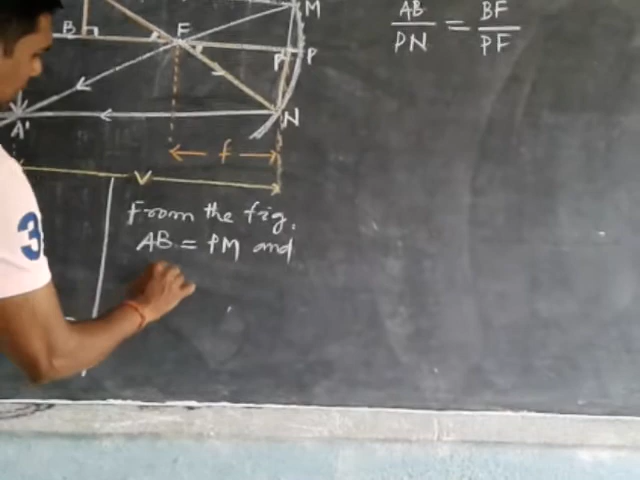 M
AB / PN = BF / PF
B F P P
N
A'
f
V
From the fig.
AB = PM and
3